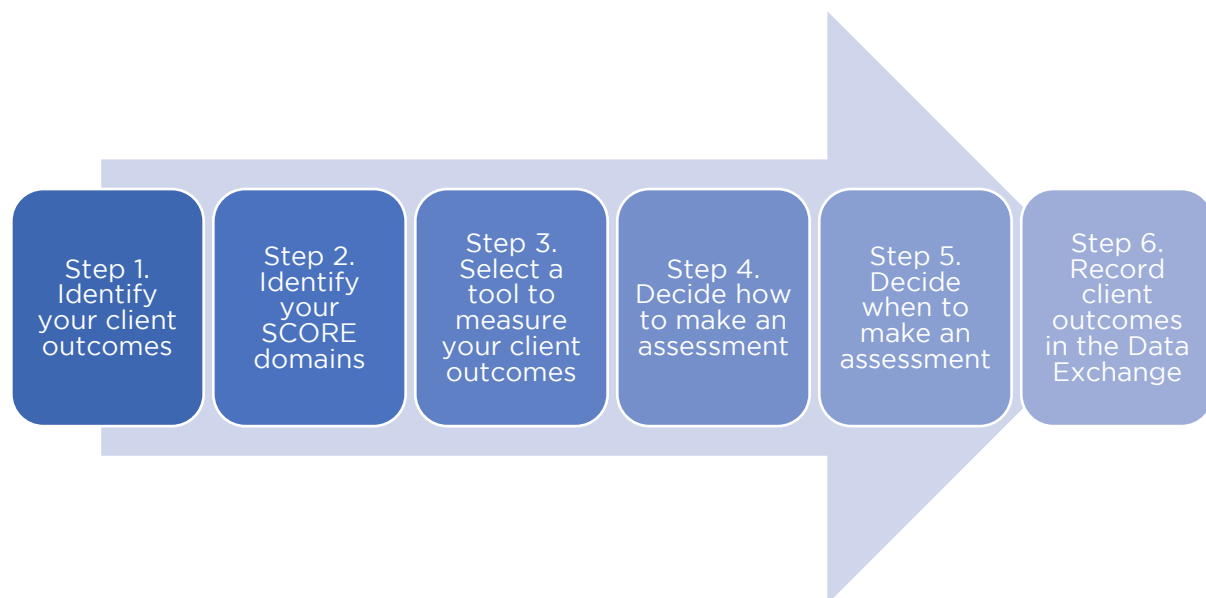 Step 1.
Identify
your client
outcomes
Step 2.
Identify
your
SCORE
domains
Step 3.
Select a
tool to
measure
your client
outcomes
Step 4.
Decide how
to make an
assessment
Step 5.
Decide
when to
make an
assessment
Step 6.
Record
client
outcomes
in the Data
Exchange